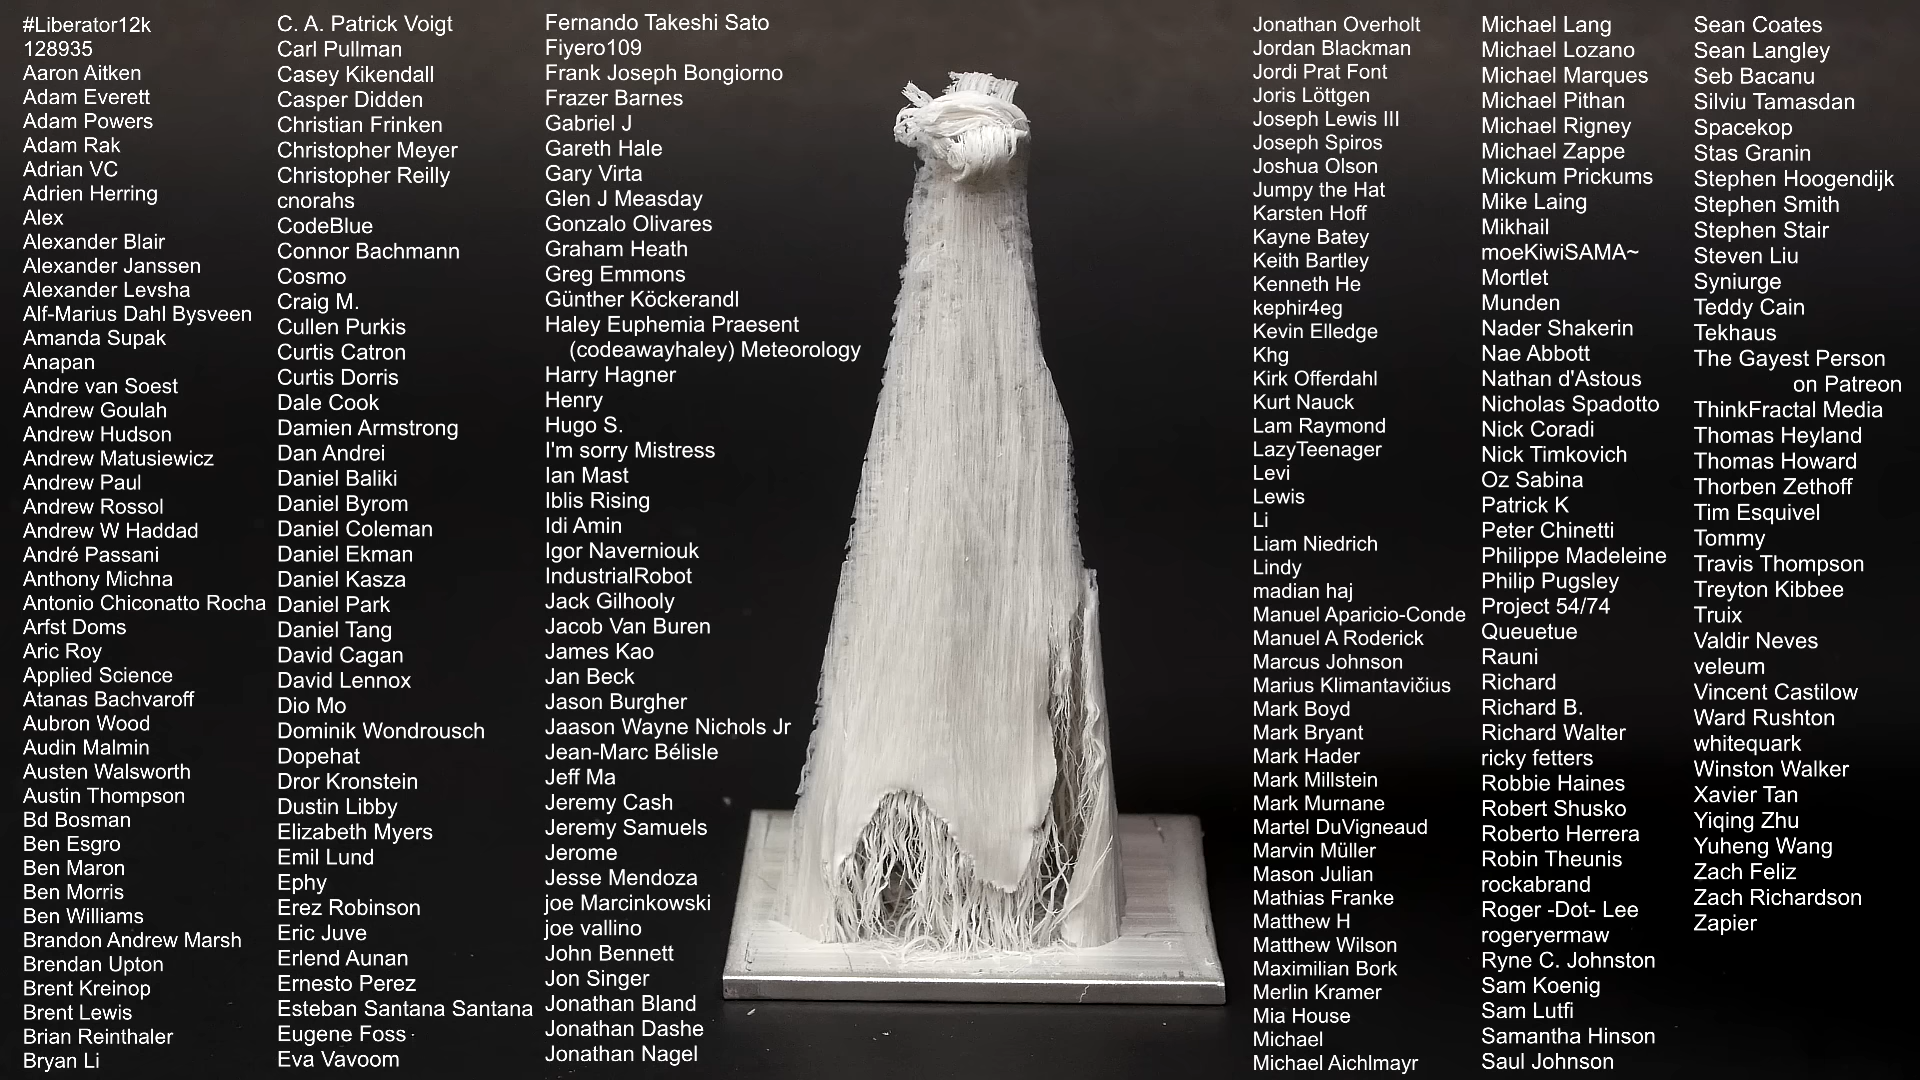 #Liberator12k
128935
Aaron Aitken
Adam Everett
Adam Powers
Adam Rak
Adrian VC
Adrien Herring
Alex
Alexander Blair
Alexander Janssen
Alexander Levsha
Alf-Marius Dahl Bysveen
Amanda Supak
Anapan
Andre van Soest
Andrew Goulah
Andrew Hudson
Andrew Matusiewicz
Andrew Paul
Andrew Rossol
Andrew W Haddad
André Passani
Anthony Michna
Antonio Chiconatto Rocha
Arfst Doms
Aric Roy
Applied Science
Atanas Bachvaroff
Aubron Wood
Audin Malmin
Austen Walsworth
Austin Thompson
Bd Bosman
Ben Esgro
Ben Maron
Ben Morris
Ben Williams
Brandon Andrew Marsh
Brendan Upton
Brent Kreinop
Brent Lewis
Brian Reinthaler
Bryan Li
C. A. Patrick Voigt
Carl Pullman
Casey Kikendall
Casper Didden
Christian Frinken
Christopher Meyer
Christopher Reilly
cnorahs
CodeBlue
Connor Bachmann
Cosmo
Craig M.
Cullen Purkis
Curtis Catron
Curtis Dorris
Dale Cook
Damien Armstrong
Dan Andrei
Daniel Baliki
Daniel Byrom
Daniel Coleman
Daniel Ekman
Daniel Kasza
Daniel Park
Daniel Tang
David Cagan
David Lennox
Dio Mo
Dominik Wondrousch
Dopehat
Dror Kronstein
Dustin Libby
Elizabeth Myers
Emil Lund
Ephy
Erez Robinson
Eric Juve
Erlend Aunan
Ernesto Perez
Esteban Santana Santana
Eugene Foss
Eva Vavoom
Fernando Takeshi Sato
Fiyero109
Frank Joseph Bongiorno
Frazer Barnes
Gabriel J
Gareth Hale
Gary Virta
Glen J Measday
Gonzalo Olivares
Graham Heath
Greg Emmons
Günther Köckerandl
Haley Euphemia Praesent
(codeawayhaley) Meteorology
Harry Hagner
Henry
Hugo S.
I'm sorry Mistress
Ian Mast
Iblis Rising
Idi Amin
Igor Naverniouk
IndustrialRobot
Jack Gilhooly
Jacob Van Buren
James Kao
Jan Beck
Jason Burgher
Jaason Wayne Nichols Jr
Jean-Marc Bélisle
Jeff Ma
Jeremy Cash
Jeremy Samuels
Jerome
Jesse Mendoza
joe Marcinkowski
joe vallino
John Bennett
Jon Singer
Jonathan Bland
Jonathan Dashe
Jonathan Nagel
Jonathan Overholt
Jordan Blackman
Jordi Prat Font
Joris Löttgen
Joseph Lewis III
Joseph Spiros
Joshua Olson
Jumpy the Hat
Karsten Hoff
Kayne Batey
Keith Bartley
Kenneth He
kephir4eg
Kevin Elledge
Khg
Kirk Offerdahl
Kurt Nauck
Lam Raymond
LazyTeenager
Levi
Lewis
Li
Liam Niedrich
Lindy
madian haj
Manuel Aparicio-Conde
Manuel A Roderick
Marcus Johnson
Marius Klimantavičius
Mark Boyd
Mark Bryant
Mark Hader
Mark Millstein
Mark Murnane
Martel DuVigneaud
Marvin Müller
Mason Julian
Mathias Franke
Matthew H
Matthew Wilson
Maximilian Bork
Merlin Kramer
Mia House
Michael
Michael Aichlmayr
Michael Lang
Michael Lozano
Michael Marques
Michael Pithan
Michael Rigney
Michael Zappe
Mickum Prickums
Mike Laing
Mikhail
moeKiwiSAMA~
Mortlet
Munden
Nader Shakerin
Nae Abbott
Nathan d'Astous
Nicholas Spadotto
Nick Coradi
Nick Timkovich
Oz Sabina
Patrick K
Peter Chinetti
Philippe Madeleine
Philip Pugsley
Project 54/74
Queuetue
Rauni
Richard
Richard B.
Richard Walter
ricky fetters
Robbie Haines
Robert Shusko
Roberto Herrera
Robin Theunis
rockabrand
Roger -Dot- Lee
rogeryermaw
Ryne C. Johnston
Sam Koenig
Sam Lutfi
Samantha Hinson
Saul Johnson
Sean Coates
Sean Langley
Seb Bacanu
Silviu Tamasdan
Spacekop
Stas Granin
Stephen Hoogendijk
Stephen Smith
Stephen Stair
Steven Liu
Syniurge
Teddy Cain
Tekhaus
The Gayest Person
on Patreon
ThinkFractal Media
Thomas Heyland
Thomas Howard
Thorben Zethoff
Tim Esquivel
Tommy
Travis Thompson
Treyton Kibbee
Truix
Valdir Neves
veleum
Vincent Castilow
Ward Rushton
whitequark
Winston Walker
Xavier Tan
Yiqing Zhu
Yuheng Wang
Zach Feliz
Zach Richardson
Zapier